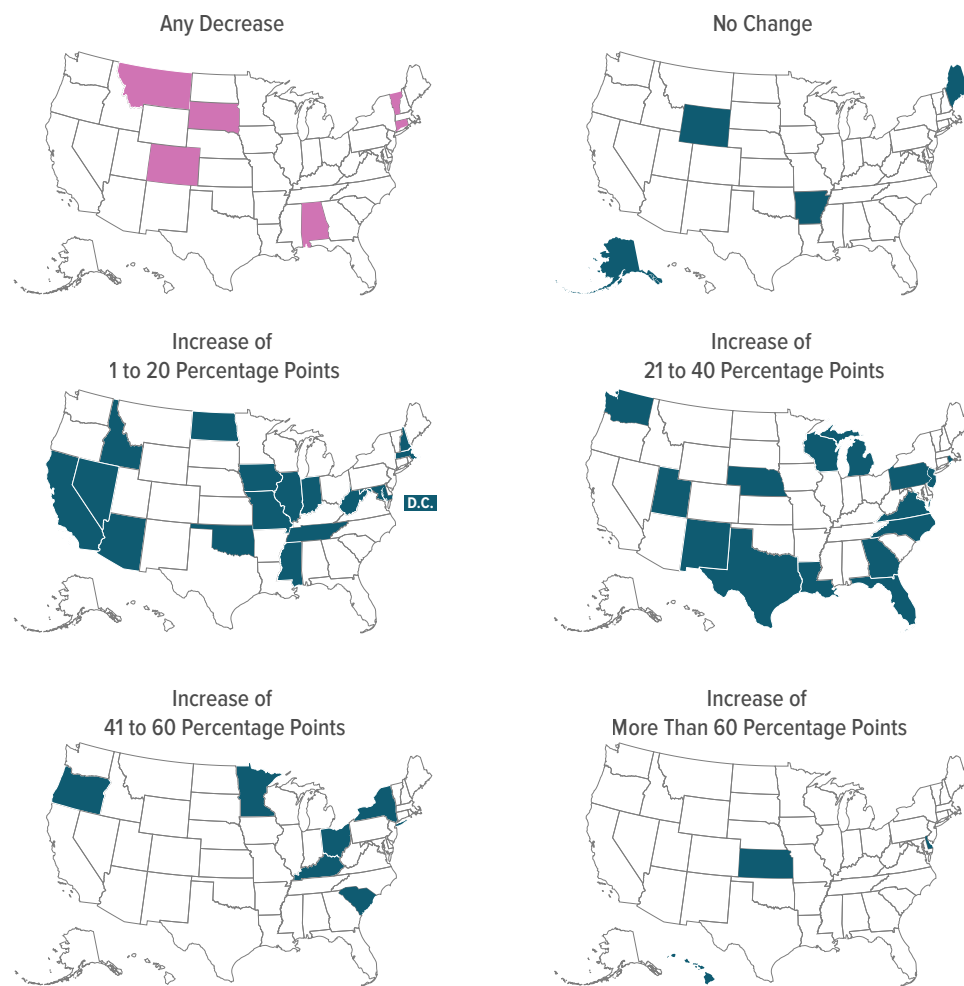 Any Decrease
No Change
Increase of
1 to 20 Percentage Points
D.C.
Increase of
21 to 40 Percentage Points
Increase of
41 to 60 Percentage Points
Increase of
More Than 60 Percentage Points